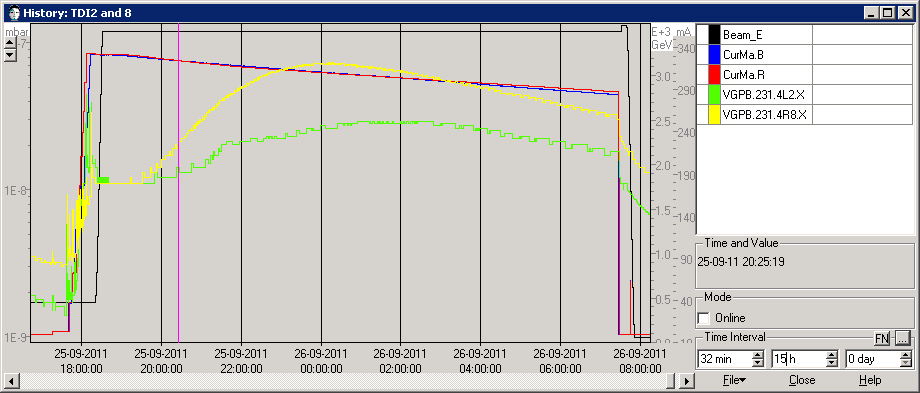 History: TDI2 and 8
mbar
E-7
1E-8
1E-9
E+3 mA
GeV
340
3.0
290
2.5
240
2.0
190
1.5
140
1.0
90
0.5
40
25-09-2011 25-09-2011 25-09-2011 26-09-2011 26-09-2011 26-09-2011 26-09-2011 26-09-2011
18:00:00 20:00:00 22:00:00 00:00:00 02:00:00 04:00:00 06:00:00 08:00:00
Beam_E
CurMa.B
CurMa.R
VGPB.231.4L2.X
VGPB.231.4R8.X
Time and Value
25-09-11 20:25:19
Mode
Online
Time Interval
FN ...
32 min 15 h 0 day
File Close Help